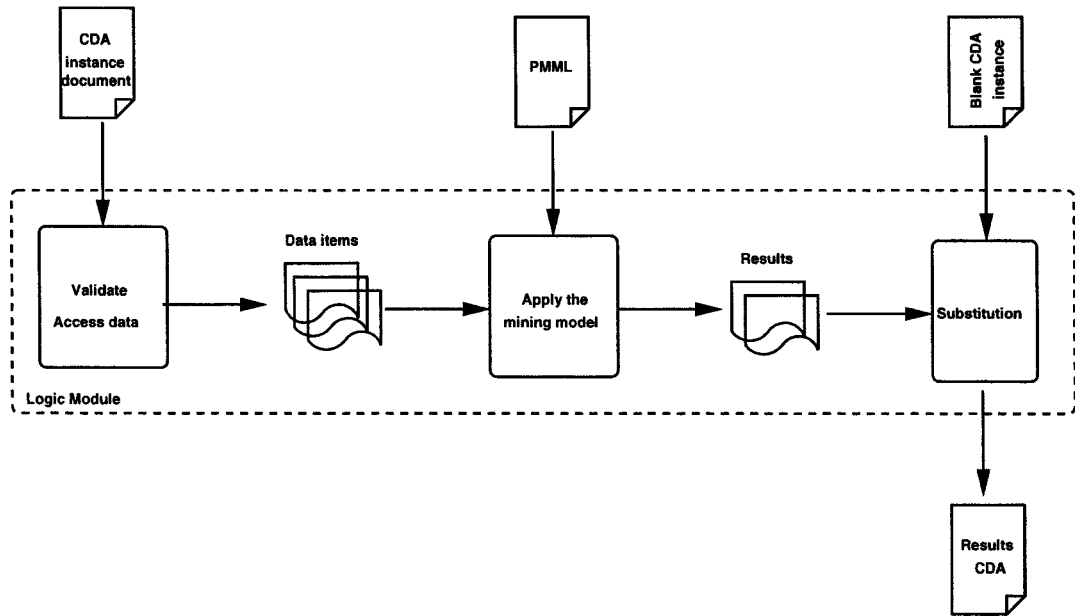 CDA
instance
document
PMML
Blank CDA
instance
Data items
Results
Validate
Access data
Apply the
mining model
Substitution
Logic Module
Results
CDA